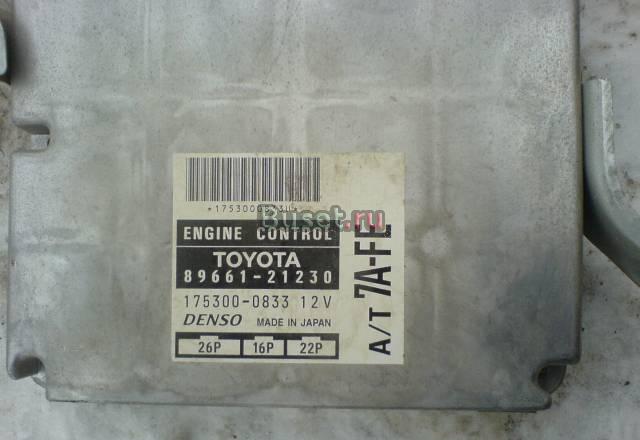 Buset.ru
ENGINE CONTROL
TOYOTA
89661-21230
175300-0833 12V
DENSO MADE IN JAPAN
26P 16P 22P
A/T 7A-FE